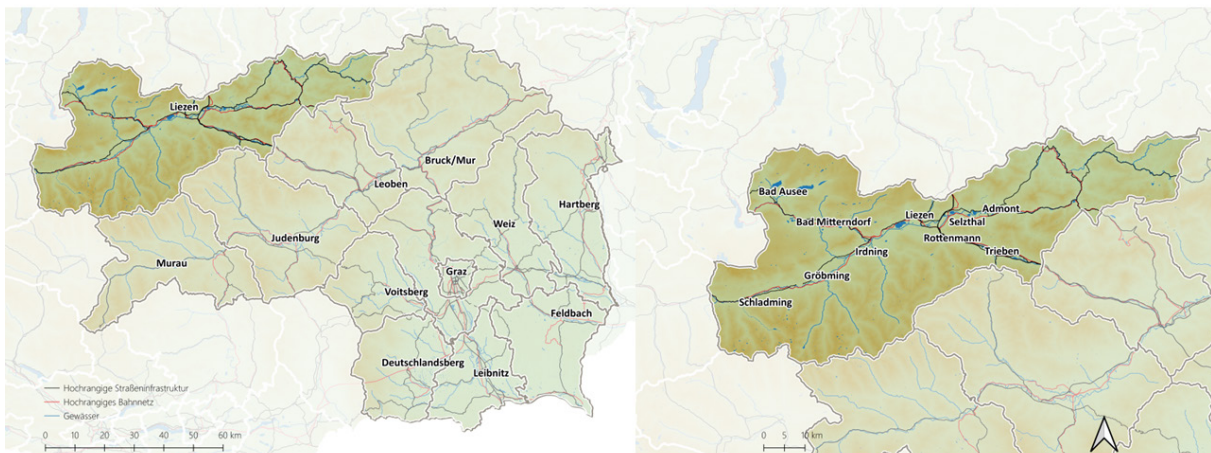 Liezen
Bruck/Mur
Leoben
Hartberg
Weiz
Judenburg
Murau
Graz
Voitsberg
Feldbach
Deutschlandsberg
Leibnitz
Hochrangige Straßeninfrastruktur
Hochrangiges Bahnnetz
Gewässer
0 10 20 30 40 50 60 km
Bad Ausee
Bad Mitterndorf
Liezen
Admont
Selzthal
Rottenmann
Irdning
Trieben
Gröbming
Schladming
0 5 10 km